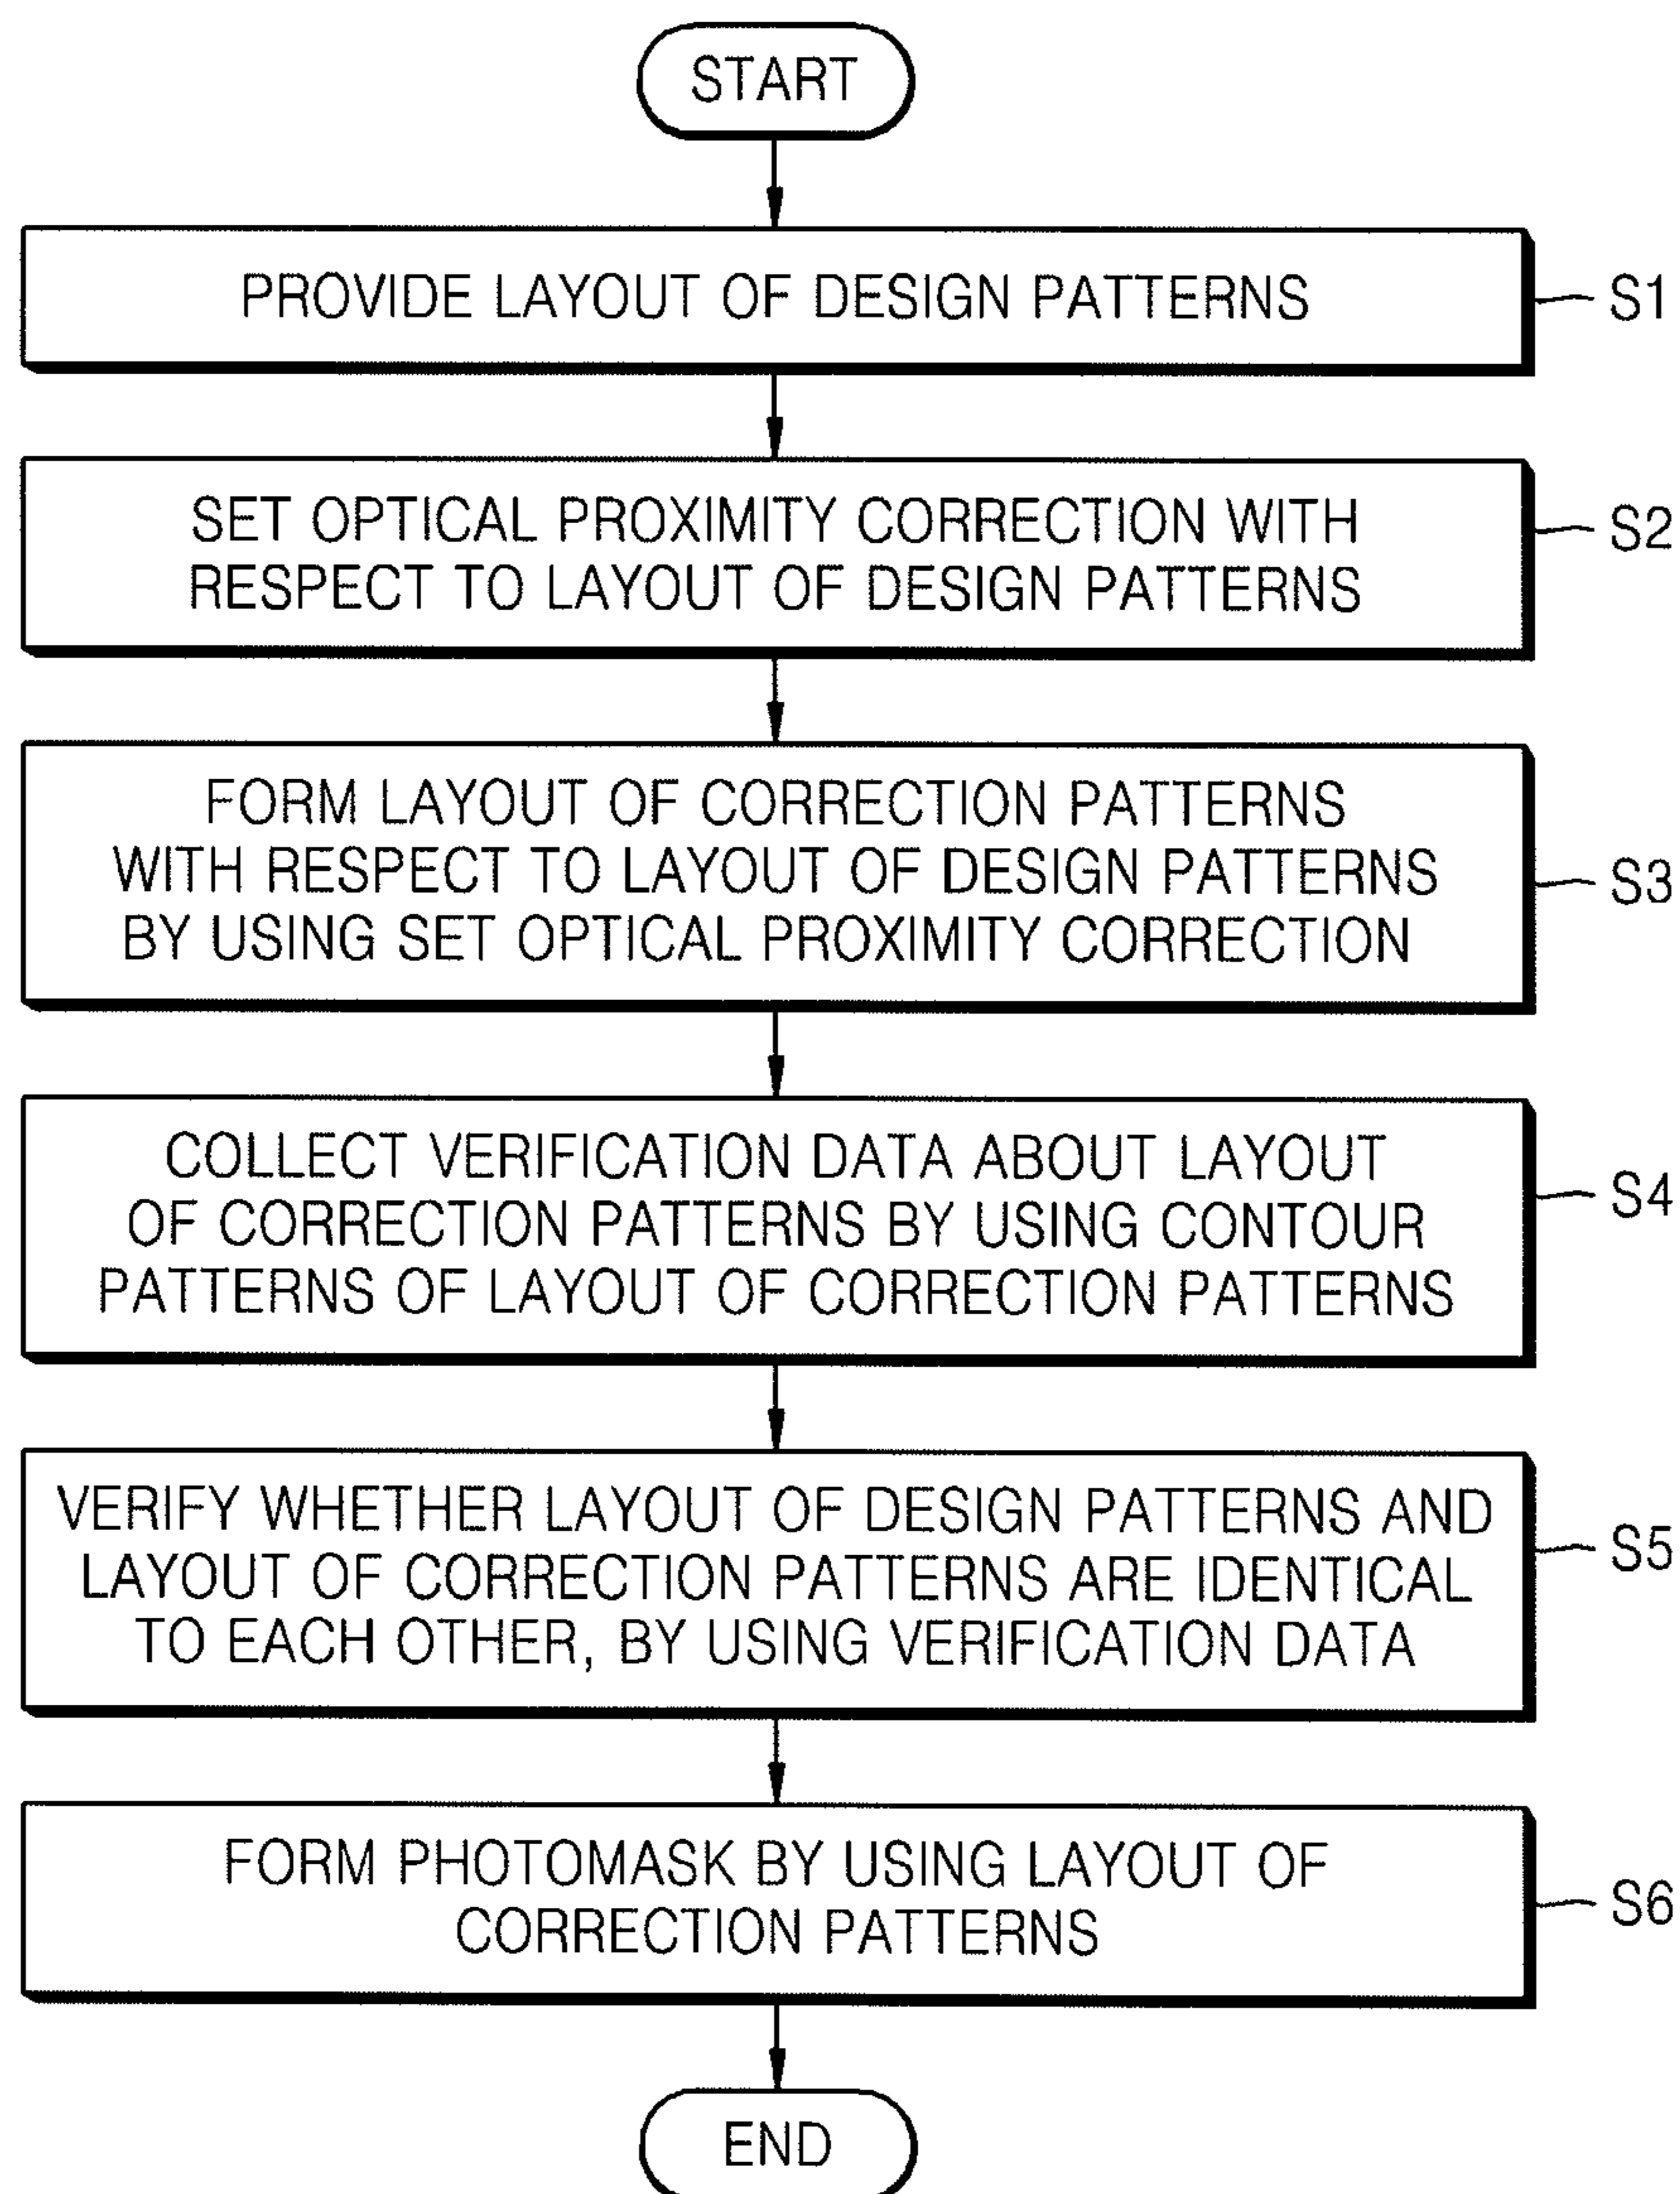 START
PROVIDE LAYOUT OF DESIGN PATTERNS
S1
SET OPTICAL PROXIMITY CORRECTION WITH
RESPECT TO LAYOUT OF DESIGN PATTERNS
S2
FORM LAYOUT OF CORRECTION PATTERNS
WITH RESPECT TO LAYOUT OF DESIGN PATTERNS
BY USING SET OPTICAL PROXIMITY CORRECTION
S3
COLLECT VERIFICATION DATA ABOUT LAYOUT
OF CORRECTION PATTERNS BY USING CONTOUR
PATTERNS OF LAYOUT OF CORRECTION PATTERNS
S4
VERIFY WHETHER LAYOUT OF DESIGN PATTERNS AND
LAYOUT OF CORRECTION PATTERNS ARE IDENTICAL
TO EACH OTHER, BY USING VERIFICATION DATA
S5
FORM PHOTOMASK BY USING LAYOUT OF
CORRECTION PATTERNS
S6
END